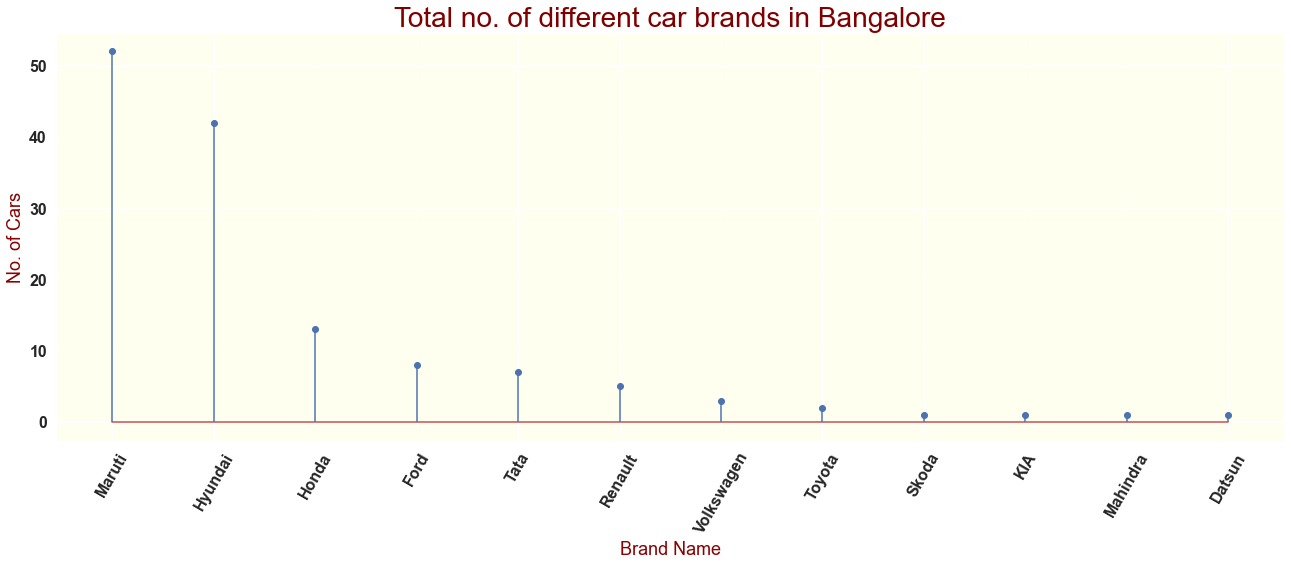 Total no. of different car brands in Bangalore
No. of Cars
50
40
30
20
10
0
Maruti
Hyundai
Honda
Ford
Tata
Renault
Volkswagen
Toyota
Skoda
KIA
Mahindra
Datsun
Brand Name